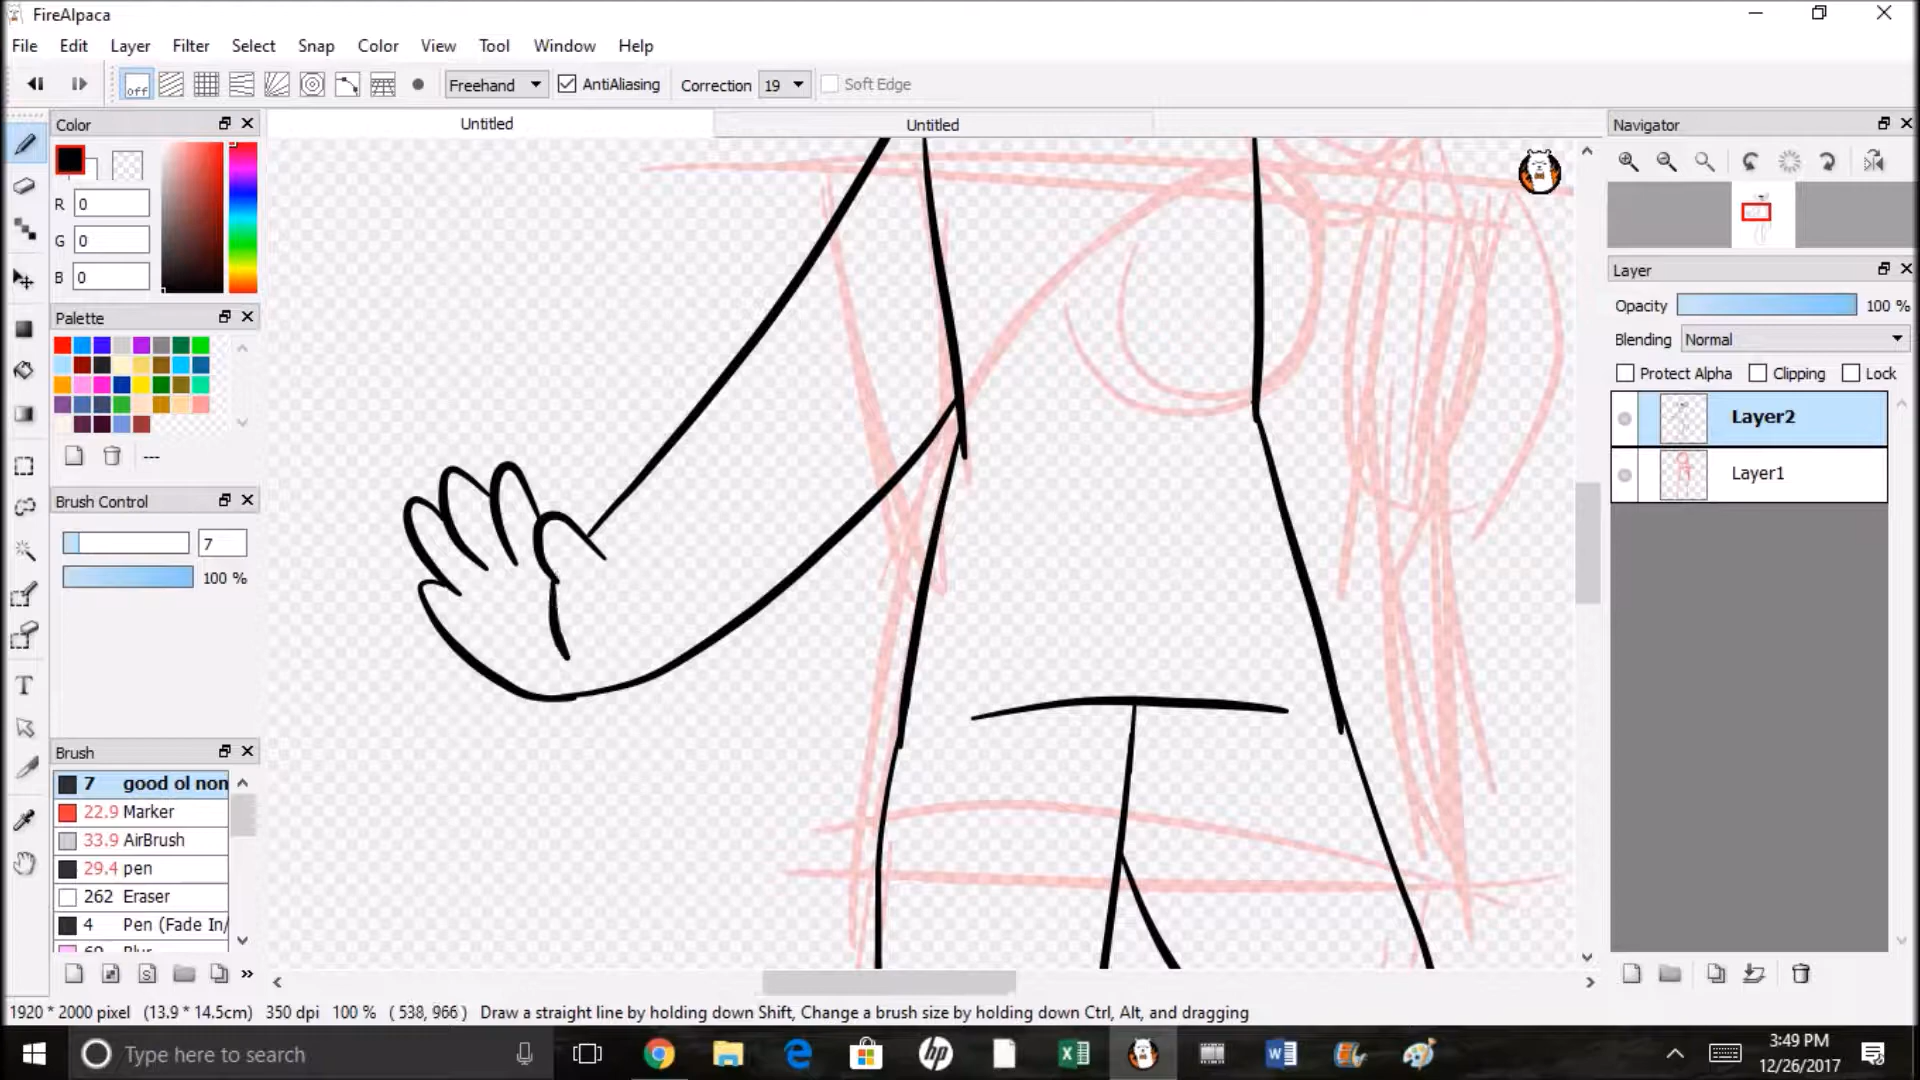 FireAlpaca
File Edit Layer Filter Select Snap Color View Tool Window Help
off Freehand AntiAliasing Correction 19 Soft Edge
Color
Untitled
Untitled
Navigator
R 0
G 0
B 0
Palette
---
Layer
Opacity 100 %
Blending Normal
Protect Alpha Clipping Lock
Layer2
Layer1
Brush Control
7
100 %
Brush
7 good ol non
22.9 Marker
33.9 AirBrush
29.4 pen
262 Eraser
4 Pen (Fade In/
1920 * 2000 pixel (13.9 * 14.5cm) 350 dpi 100 % ( 538, 966 ) Draw a straight line by holding down Shift, Change a brush size by holding down Ctrl, Alt, and dragging
Type here to search
hp
3:49 PM
12/26/2017